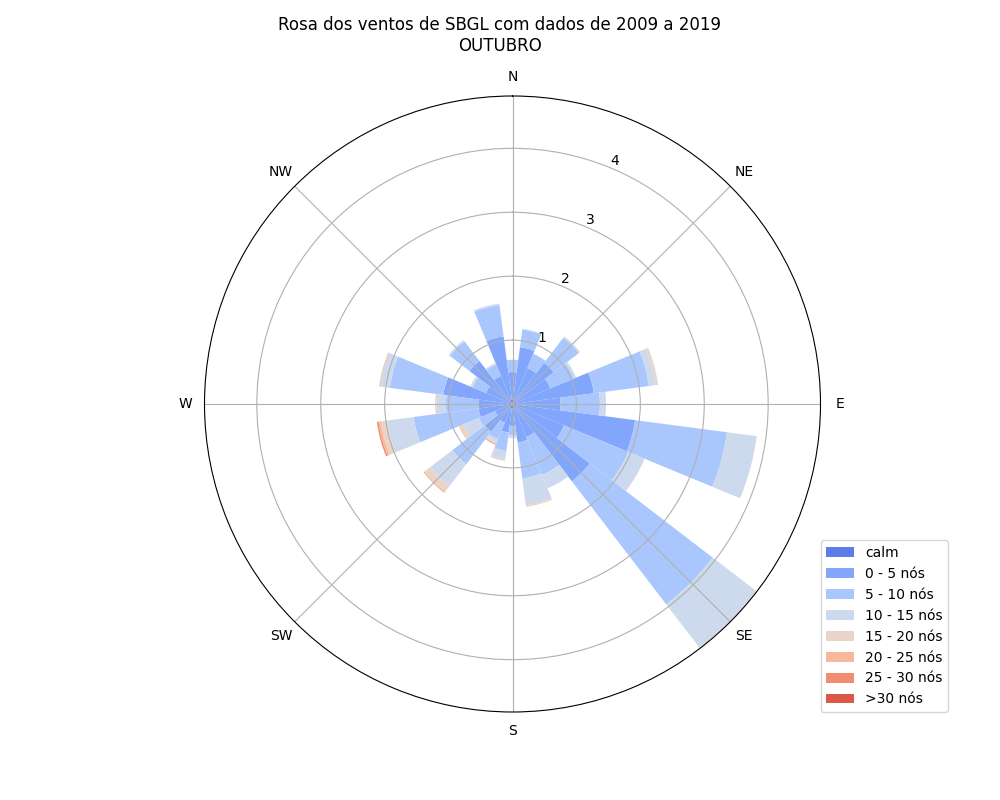 Rosa dos ventos de SBGL com dados de 2009 a 2019
OUTUBRO
N
NW
NE
4
3
2
1
W
E
SW
SE
S
calm
0 - 5 nós
5 - 10 nós
10 - 15 nós
15 - 20 nós
20 - 25 nós
25 - 30 nós
>30 nós